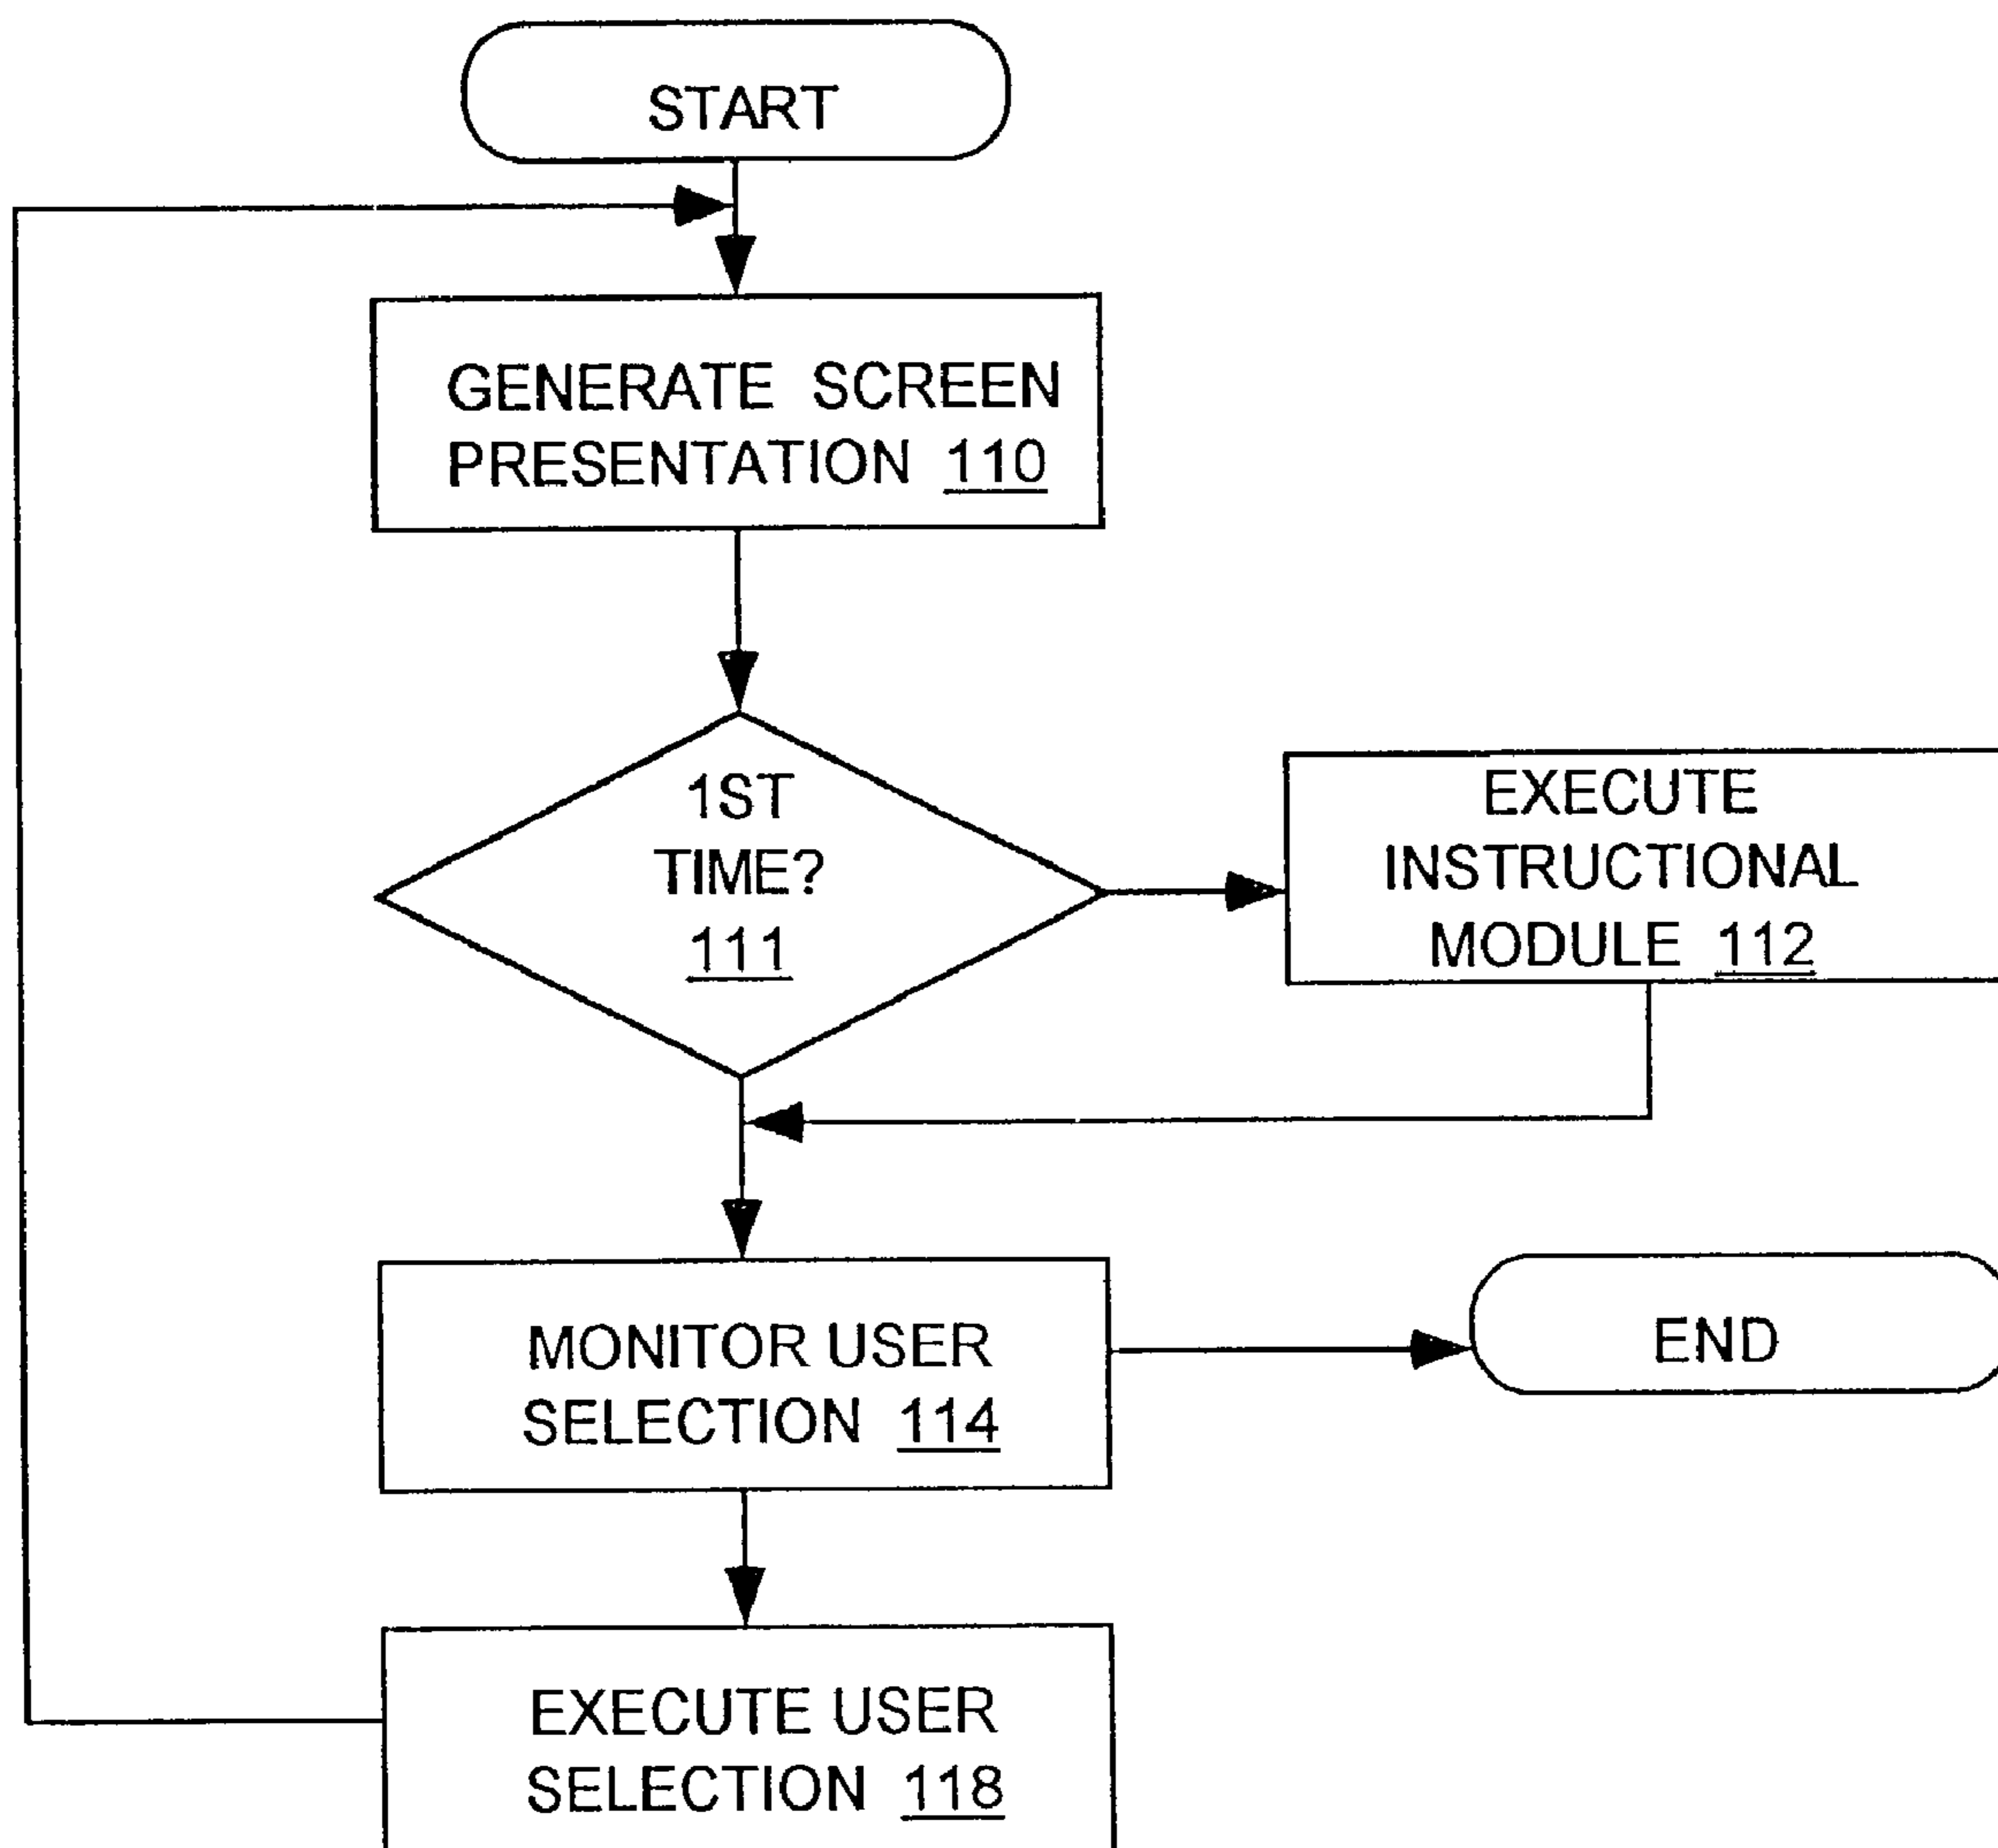 START
GENERATE SCREEN
PRESENTATION 110
1ST
TIME?
111
EXECUTE
INSTRUCTIONAL
MODULE 112
MONITOR USER
SELECTION 114
END
EXECUTE USER
SELECTION 118